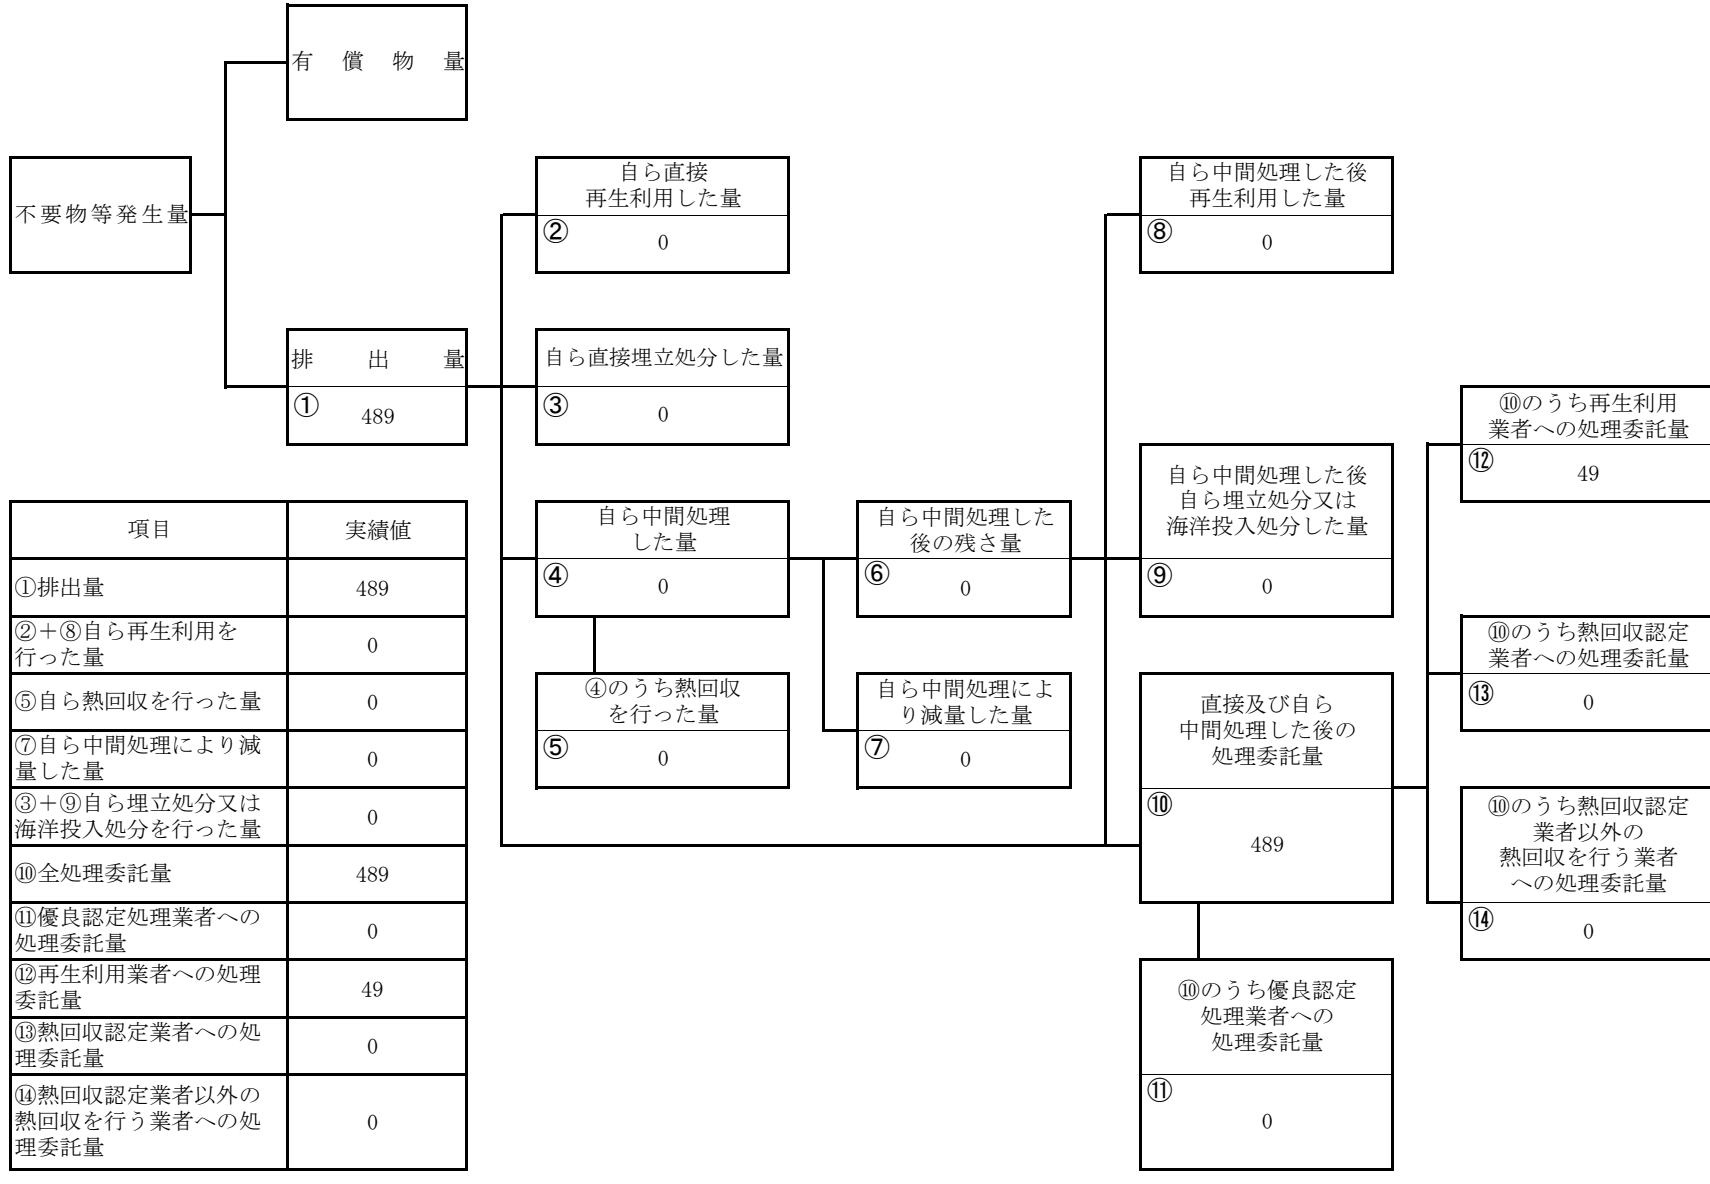 有償物量
不要物等発生量
排出量
①
489
自ら直接
再生利用した量
②
0
自ら直接埋立処分した量
③
0
自ら中間処理
した量
④
0
④のうち熱回収
を行った量
⑤
0
自ら中間処理した
後の残さ量
⑥
0
自ら中間処理によ
り減量した量
⑦
0
自ら中間処理した後
再生利用した量
⑧
0
自ら中間処理した後
自ら埋立処分又は
海洋投入処分した量
⑨
0
直接及び自ら
中間処理した後の
処理委託量
⑩
489
⑩のうち優良認定
処理業者への
処理委託量
⑪
0
⑩のうち再生利用
業者への処理委託量
⑫
49
⑩のうち熱回収認定
業者への処理委託量
⑬
0
⑩のうち熱回収認定
業者以外の
熱回収を行う業者
への処理委託量
⑭
0
項目 実績値
①排出量 489
②＋⑧自ら再生利用を
行った量
0
⑤自ら熱回収を行った量 0
⑦自ら中間処理により減
量した量
0
③＋⑨自ら埋立処分又は
海洋投入処分を行った量
0
⑩全処理委託量 489
⑪優良認定処理業者への
処理委託量
0
⑫再生利用業者への処理
委託量
49
⑬熱回収認定業者への処
理委託量
0
⑭熱回収認定業者以外の
熱回収を行う業者への処
理委託量
0